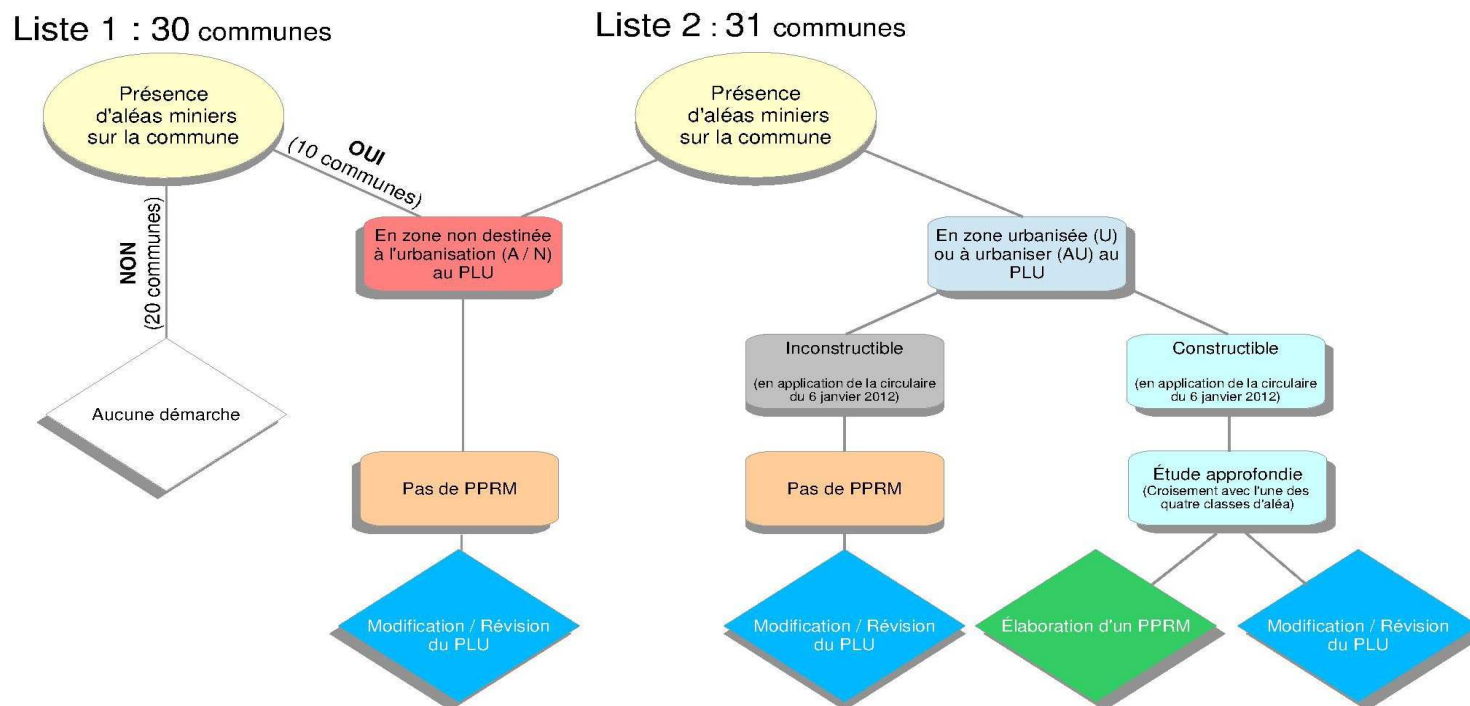 Liste 1 : 30 communes
Liste 2 : 31 communes
Présence
d'aléas miniers
sur la commune
Présence
d'aléas miniers
sur la commune
OUI
(10 communes)
NON
(20 communes)
En zone non destinée
à l'urbanisation (A / N)
au PLU
En zone urbanisée (U)
ou à urbaniser (AU) au
PLU
Inconstructible
(en application de la circulaire
du 6 janvier 2012)
Constructible
(en application de la circulaire
du 6 janvier 2012)
Aucune démarche
Pas de PPRM
Pas de PPRM
Étude approfondie
(Croisement avec l'une des
quatre classes d'aléa)
Modification / Révision
du PLU
Modification / Révision
du PLU
Élaboration d'un PPRM
Modification / Révision
du PLU